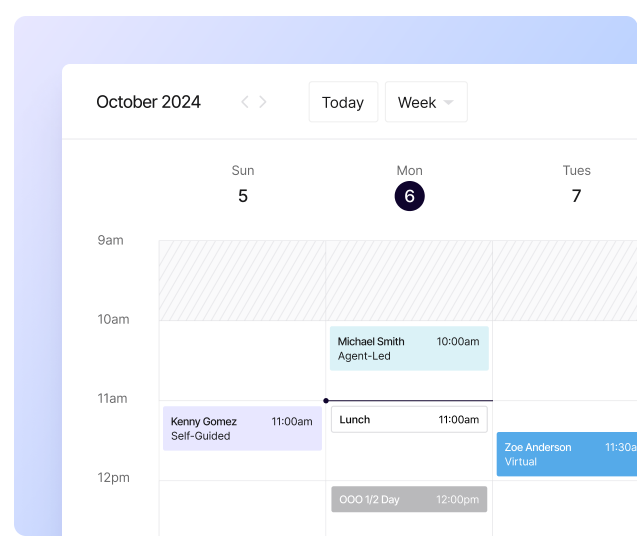 October 2024
Today
Week
Sun
Mon
Tues
5
6
7
9am
10am
Michael Smith 10:00am
Agent-Led
11am
Kenny Gomez 11:00am
Self-Guided
Lunch 11:00am
Zoe Anderson 11:30a
Virtual
12pm
OOO 1/2 Day 12:00pm